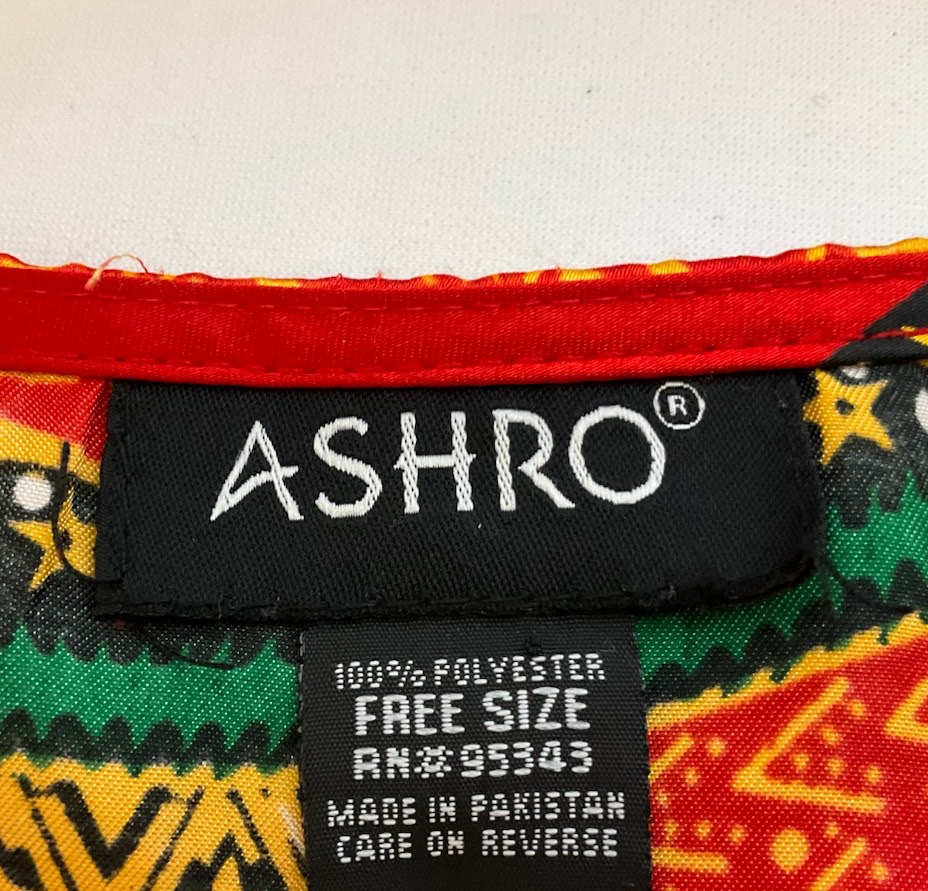 ASHRO®
100% POLYESTER
FREE SIZE
RN#95343
MADE IN PAKISTAN
CARE ON REVERSE